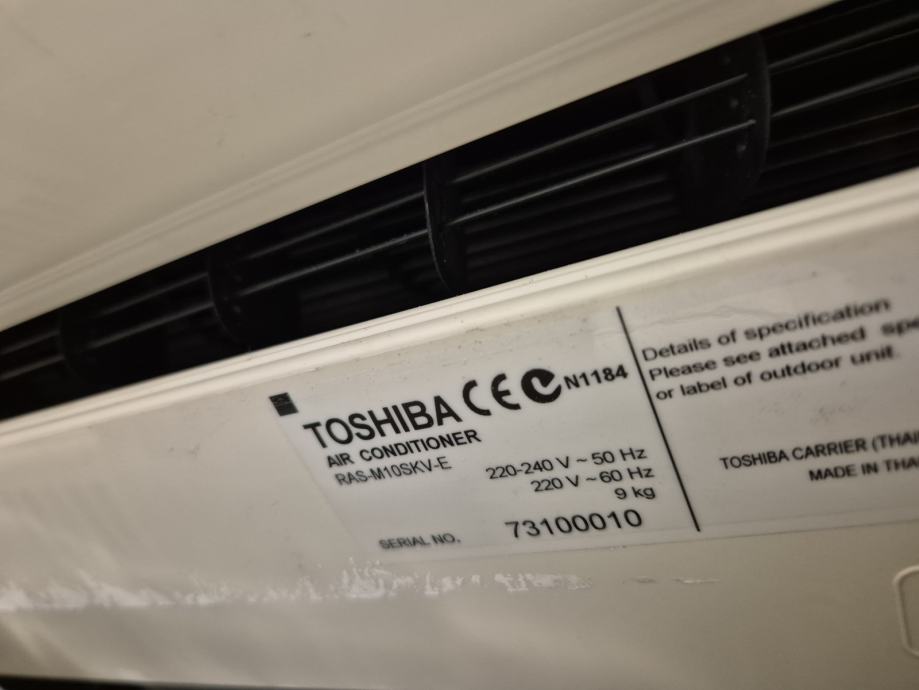 TOSHIBA
AIR CONDITIONER
RAS-M10SKV-E
CE N1184
220-240 V ~ 50 Hz
220 V ~ 60 Hz
9 kg
SERIAL NO. 73100010
Details of specification
Please see attached
or label of outdoor unit.
TOSHIBA CARRIER
MADE IN